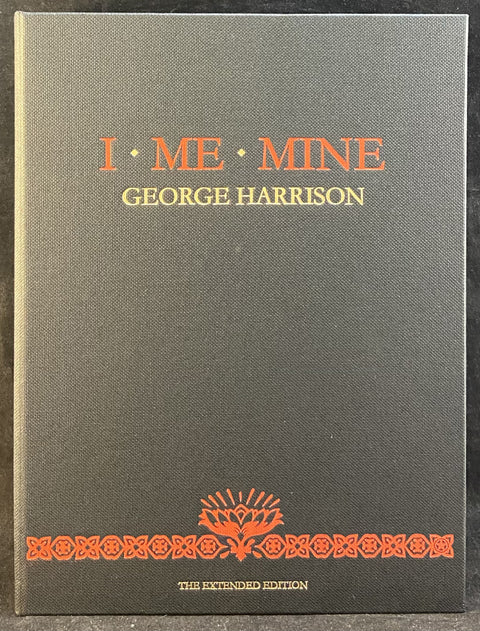 I · ME · MINE
GEORGE HARRISON
THE EXTENDED EDITION